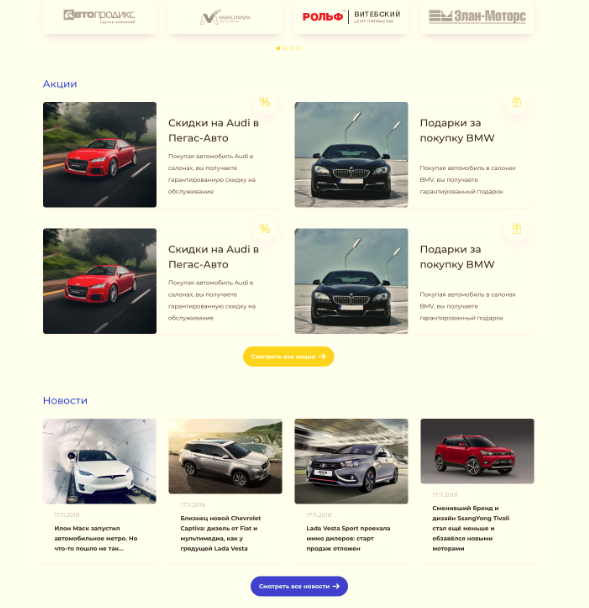 АВТОПРОДИКС
группа компаний
МАКСИМУМ
РОЛЬФ ВИТЕБСКИЙ
Элан-Моторс
Акции
%
Скидки на Audi в
Пегас-Авто
Покупая автомобиль Audi в
салонах, вы получаете
гарантированную скидку на
обслуживание
Подарки за
покупку BMW
Покупая автомобиль в салонах
BMV, вы получаете
гарантированный подарок
%
Скидки на Audi в
Пегас-Авто
Покупая автомобиль Audi в
салонах, вы получаете
гарантированную скидку на
обслуживание
Подарки за
покупку BMW
Покупая автомобиль в салонах
BMV, вы получаете
гарантированный подарок
Смотреть все акции →
Новости
17.11.2018
Илон Маск запустил
автомобильное метро. Но
что-то пошло не так...
17.11.2018
Близнец новой Chevrolet
Captiva: дизель от Fiat и
мультимедиа, как у
грядущей Lada Vesta
17.11.2018
Lada Vesta Sport проехала
мимо дилеров: старт
продаж отложен
17.11.2018
Сменивший бренд и
дизайн SsangYong Tivoli
стал ещё меньше и
обзавёлся новыми
моторами
Смотреть все новости →